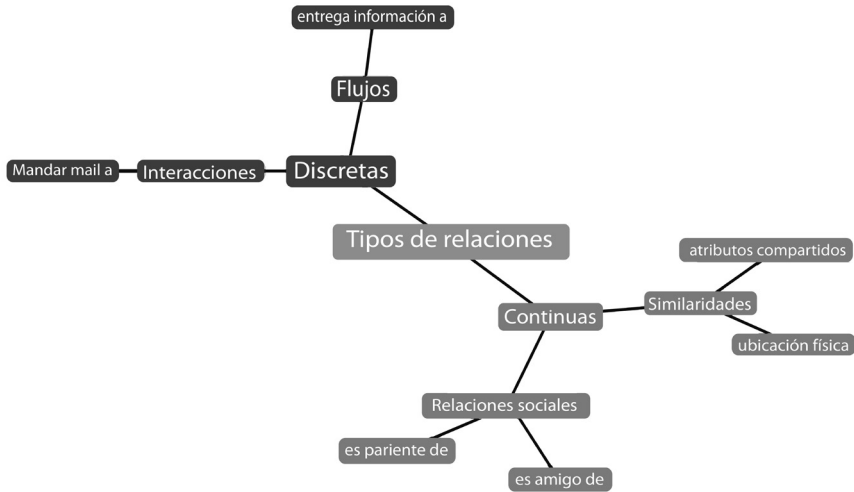 entrega información a
Flujos
Mandar mail a
Interacciones
Discretas
Tipos de relaciones
atributos compartidos
Similaridades
Continuas
ubicación física
Relaciones sociales
es pariente de
es amigo de